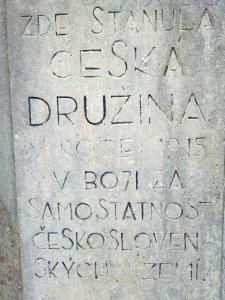 ZDE STANULA
ČESKÁ
DRUŽINA
V ROCE 1915
V BOJI ZA
SAMOSTATNOST
ČESKOSLOVEN
SKÝCH ZEMÍ.